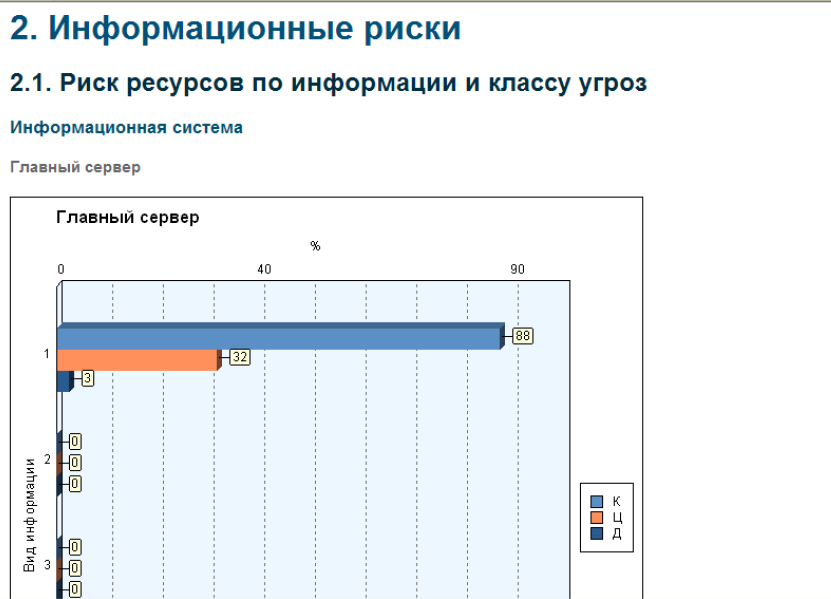 2. Информационные риски
2.1. Риск ресурсов по информации и классу угроз
Информационная система
Главный сервер
Главный сервер
%
0 40 90
1
88
32
3
2
0
0
0
3
0
0
0
Вид информации
К
Ц
Д